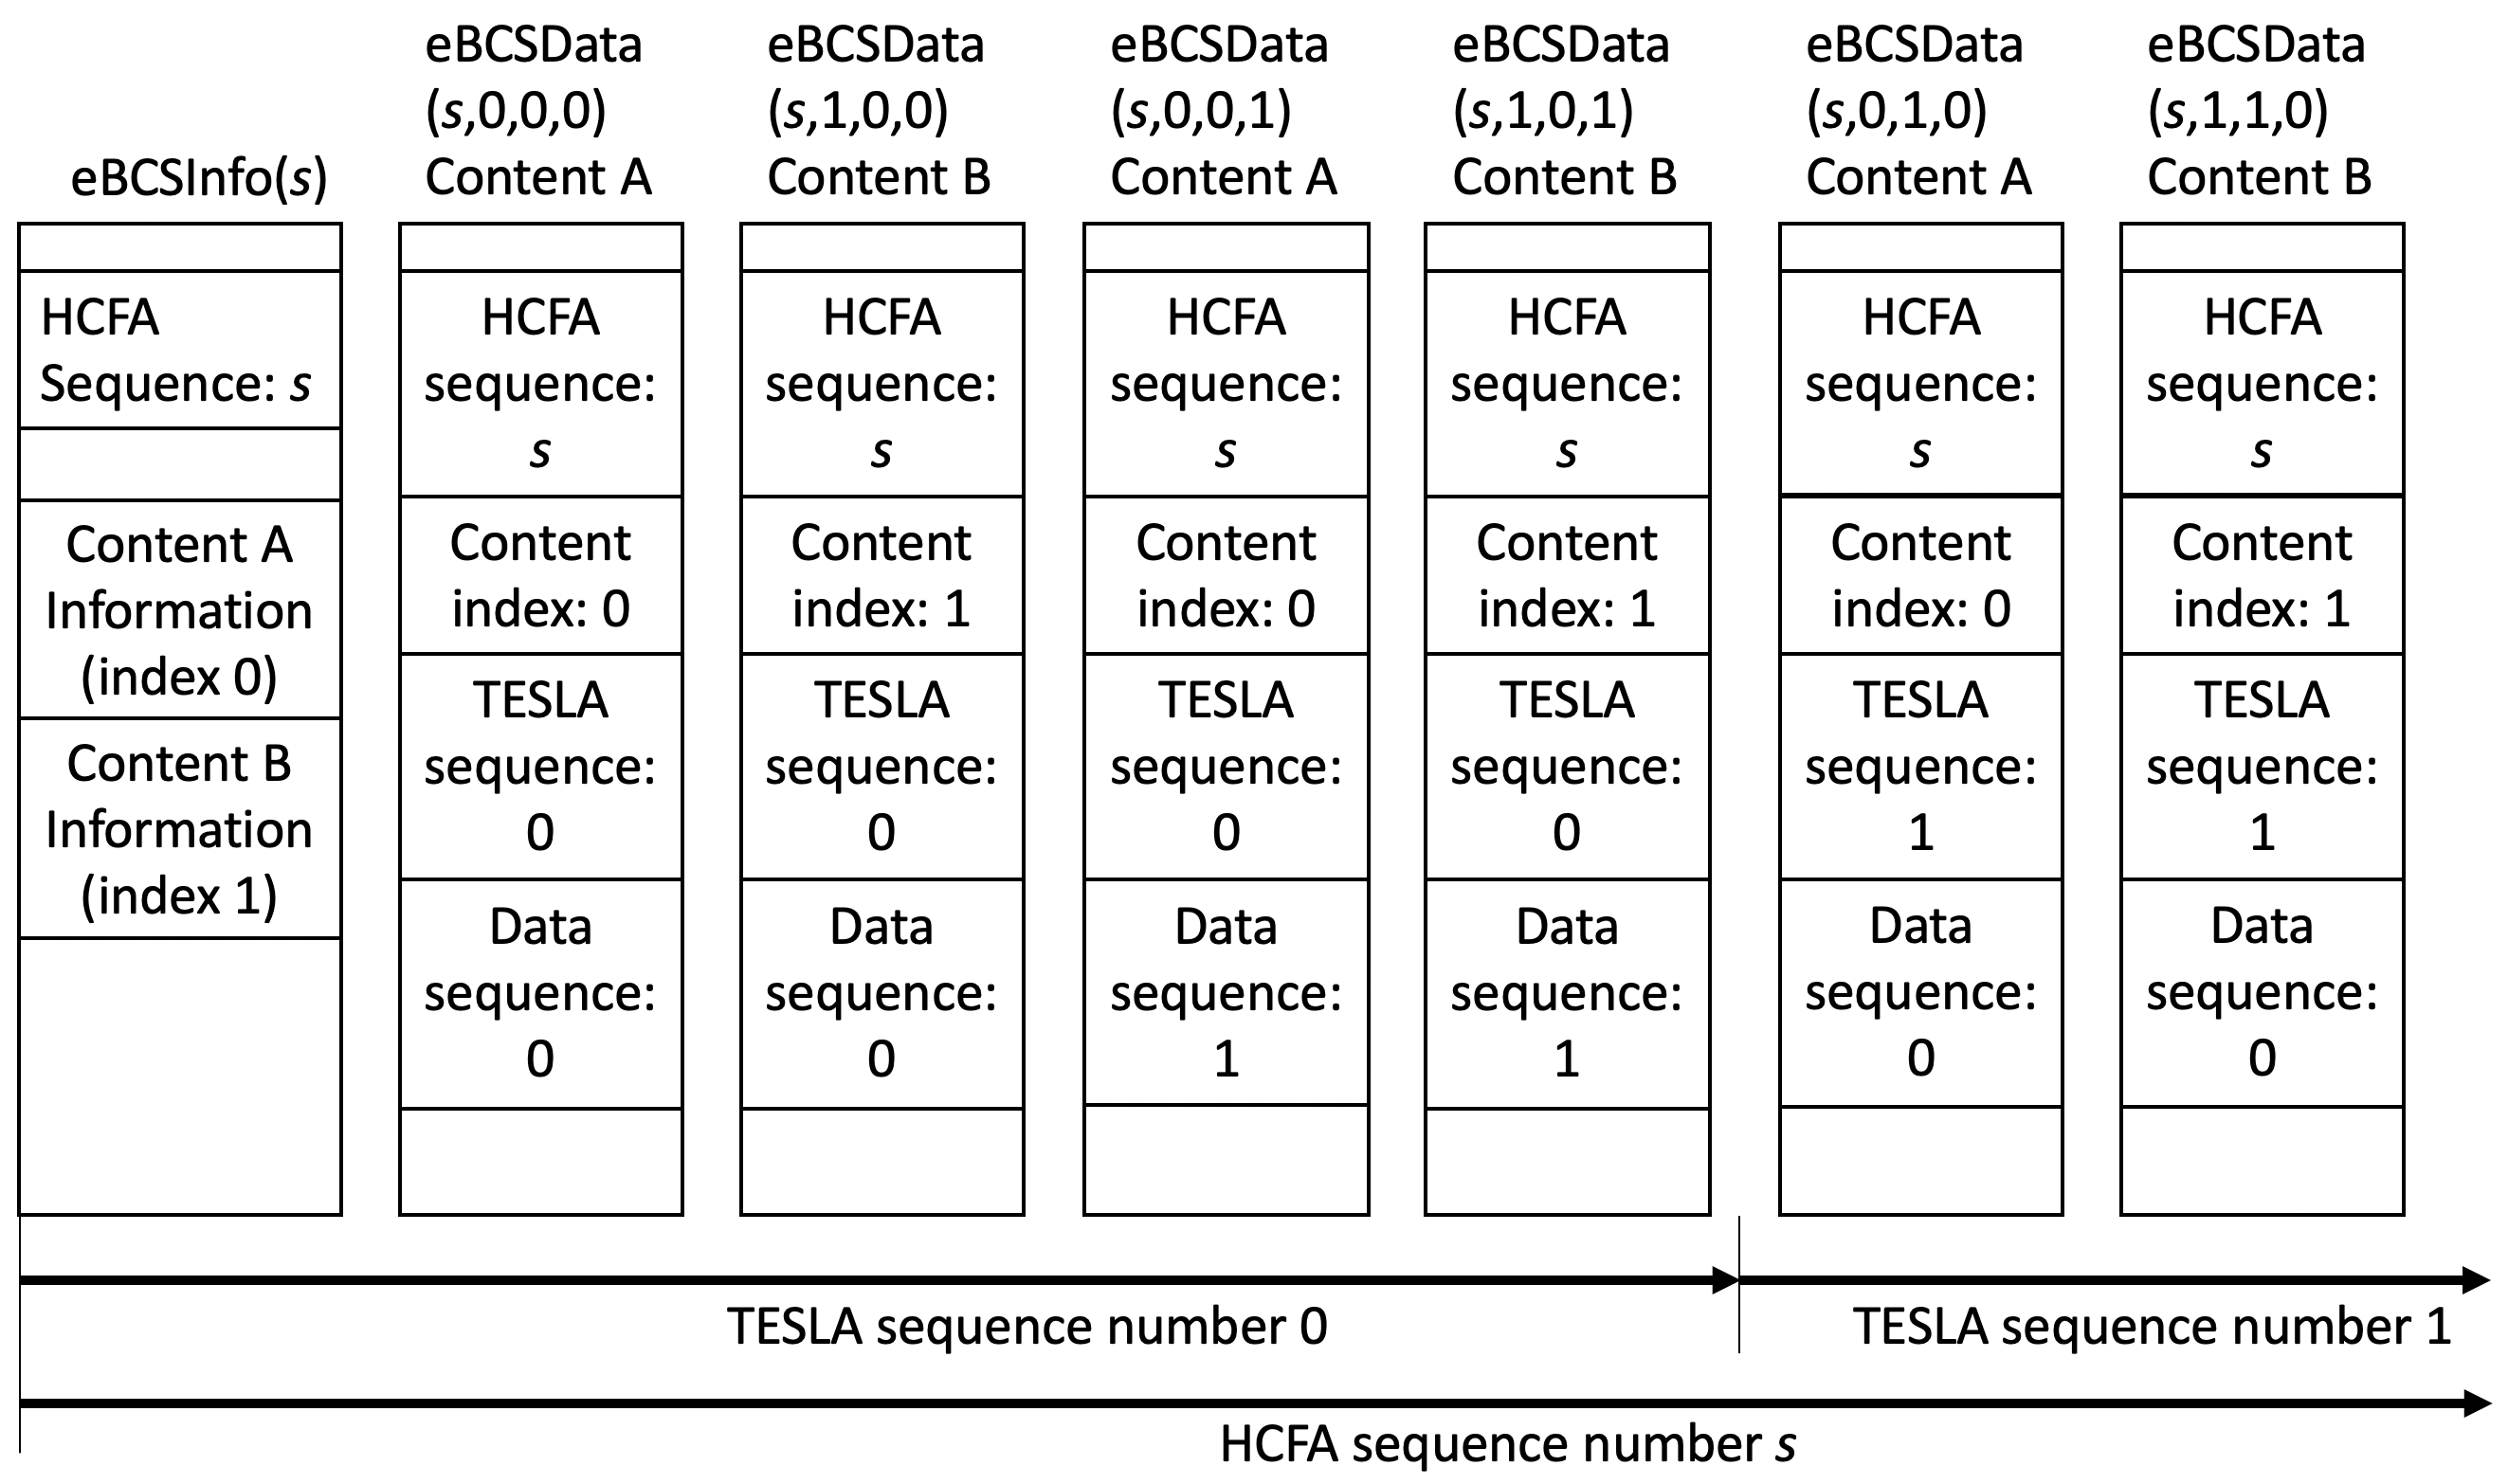 eBCSInfo(s)
HCFA
Sequence: s
Content A
Information
(index 0)
Content B
Information
(index 1)
eBCSData
(s,0,0,0)
Content A
HCFA
sequence:
s
Content
index: 0
TESLA
sequence:
0
Data
sequence:
0
eBCSData
(s,1,0,0)
Content B
HCFA
sequence:
s
Content
index: 1
TESLA
sequence:
0
Data
sequence:
0
eBCSData
(s,0,0,1)
Content A
HCFA
sequence:
s
Content
index: 0
TESLA
sequence:
0
Data
sequence:
1
eBCSData
(s,1,0,1)
Content B
HCFA
sequence:
s
Content
index: 1
TESLA
sequence:
0
Data
sequence:
1
eBCSData
(s,0,1,0)
Content A
HCFA
sequence:
s
Content
index: 0
TESLA
sequence:
1
Data
sequence:
0
eBCSData
(s,1,1,0)
Content B
HCFA
sequence:
s
Content
index: 1
TESLA
sequence:
1
Data
sequence:
0
TESLA sequence number 0
TESLA sequence number 1
HCFA sequence number s